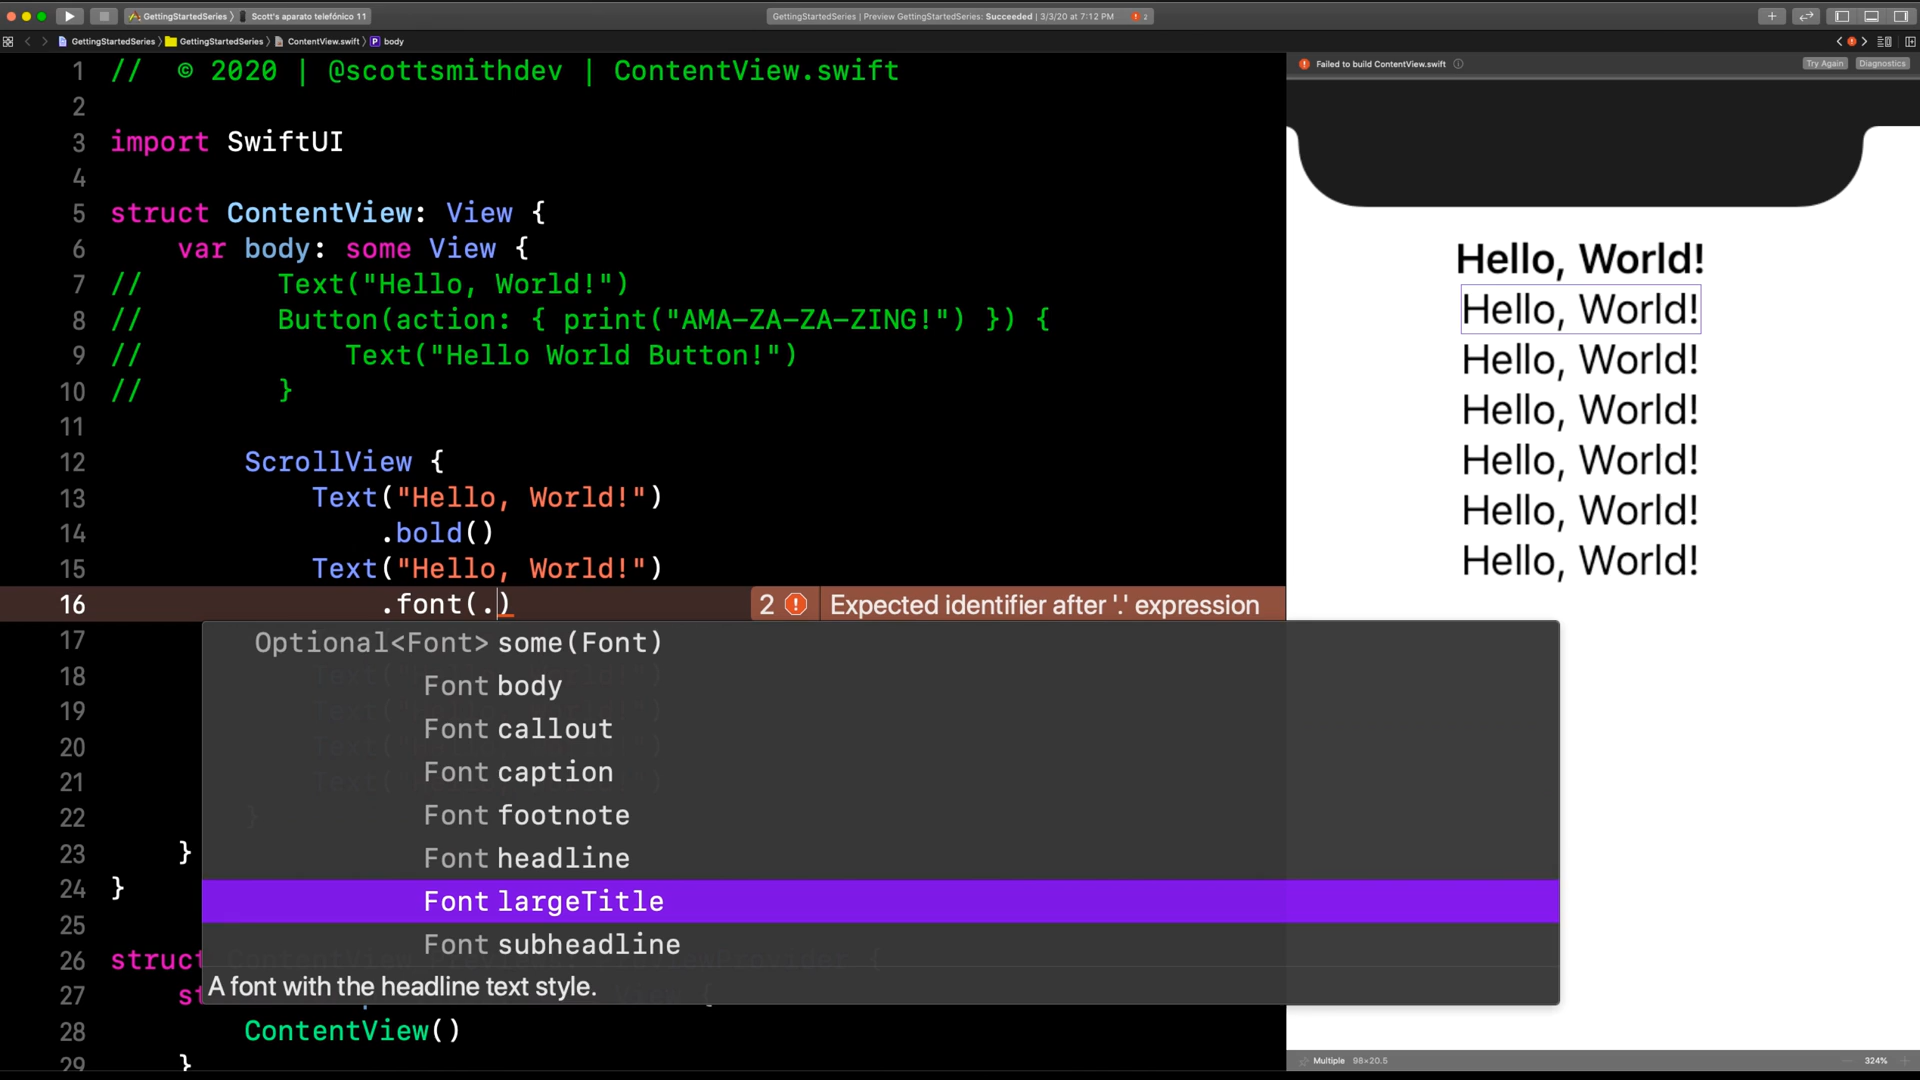 GettingStartedSeries 〉 Scott's aparato telefónico 11
GettingStartedSeries | Preview GettingStartedSeries: Succeeded | 3/3/20 at 7:12 PM 2
GettingStartedSeries 〉 GettingStartedSeries 〉 ContentView.swift 〉 P body
Failed to build ContentView.swift
Try Again
Diagnostics
1 //  © 2020 | @scottsmithdev | ContentView.swift
2
3 import SwiftUI
4
5 struct ContentView: View {
6     var body: some View {
7 //        Text("Hello, World!")
8 //        Button(action: { print("AMA-ZA-ZA-ZING!") }) {
9 //            Text("Hello World Button!")
10 //        }
11
12         ScrollView {
13             Text("Hello, World!")
14                 .bold()
15             Text("Hello, World!")
16                 .font(.)
2 Expected identifier after '.' expression
17
18
19
20
21
22         }
23     }
24 }
25
26 struct
27     st
28         ContentView()
29     }
Optional<Font> some(Font)
Font body
Font callout
Font caption
Font footnote
Font headline
Font largeTitle
Font subheadline
A font with the headline text style.
Hello, World!
Hello, World!
Hello, World!
Hello, World!
Hello, World!
Hello, World!
Hello, World!
Multiple 98×20.5
324%